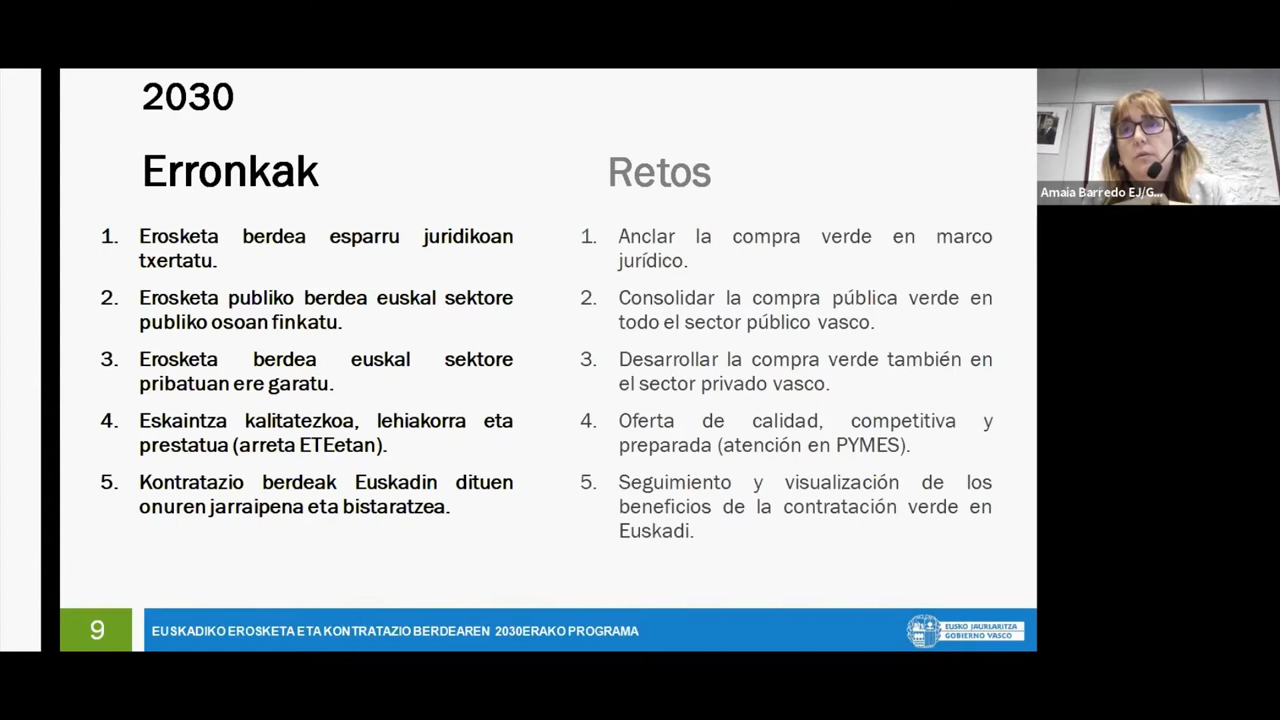 2030
Erronkak
1. Erosketa berdea esparru juridikoan
txertatu.
2. Erosketa publiko berdea euskal sektore
publiko osoan finkatu.
3. Erosketa berdea euskal sektore
pribatuan ere garatu.
4. Eskaintza kalitatezkoa, lehiakorra eta
prestatua (arreta ETEetan).
5. Kontratazio berdeak Euskadin dituen
onuren jarraipena eta bistaratzea.
Retos
1. Anclar la compra verde en marco
jurídico.
2. Consolidar la compra pública verde en
todo el sector público vasco.
3. Desarrollar la compra verde también en
el sector privado vasco.
4. Oferta de calidad, competitiva y
preparada (atención en PYMES).
5. Seguimiento y visualización de los
beneficios de la contratación verde en
Euskadi.
9
EUSKADIKO EROSKETA ETA KONTRATAZIO BERDEAREN 2030ERAKO PROGRAMA
EUSKO JAURLARITZA
GOBIERNO VASCO
Amaia Barredo EJ/G...